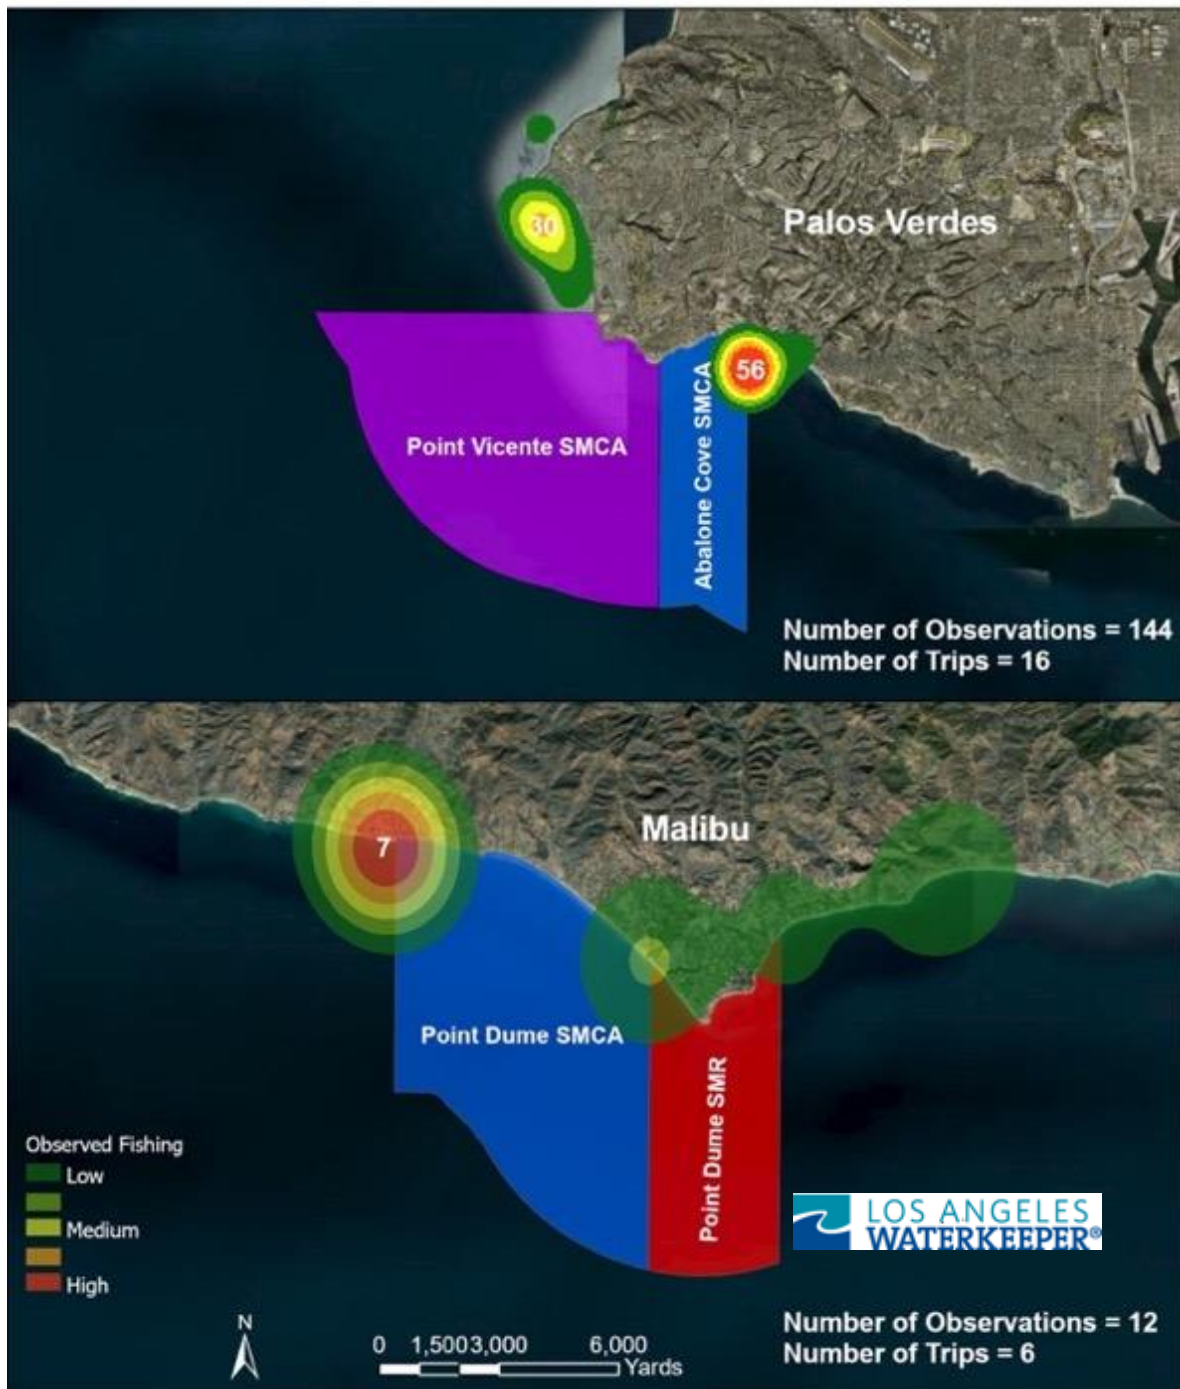 30
Palos Verdes
56
Point Vicente SMCA
Abalone Cove SMCA
Number of Observations = 144
Number of Trips = 16
Malibu
7
Point Dume SMCA
Point Dume SMR
Observed Fishing
Low
Medium
High
LOS ANGELES
WATERKEEPER®
N
0 1,500 3,000 6,000
Yards
Number of Observations = 12
Number of Trips = 6